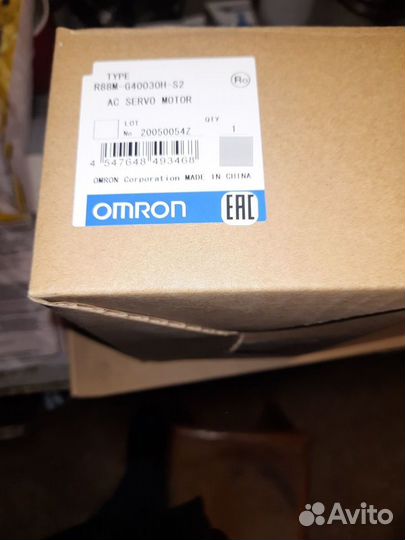 TYPE
R88M-G40030H-S2
AC SERVO MOTOR
LOT
No. 20050054Z
QTY
1
4 547648 493468
OMRON Corporation MADE IN CHINA
OMRON
EAC
Avito